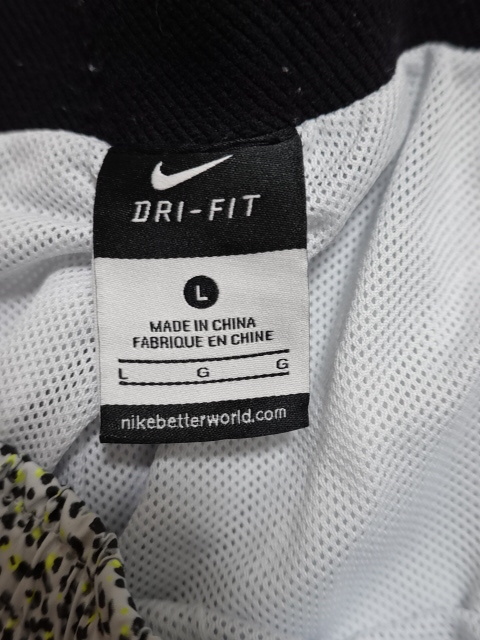 DRI-FIT
L
MADE IN CHINA
FABRIQUE EN CHINE
L G G
nikebetterworld.com